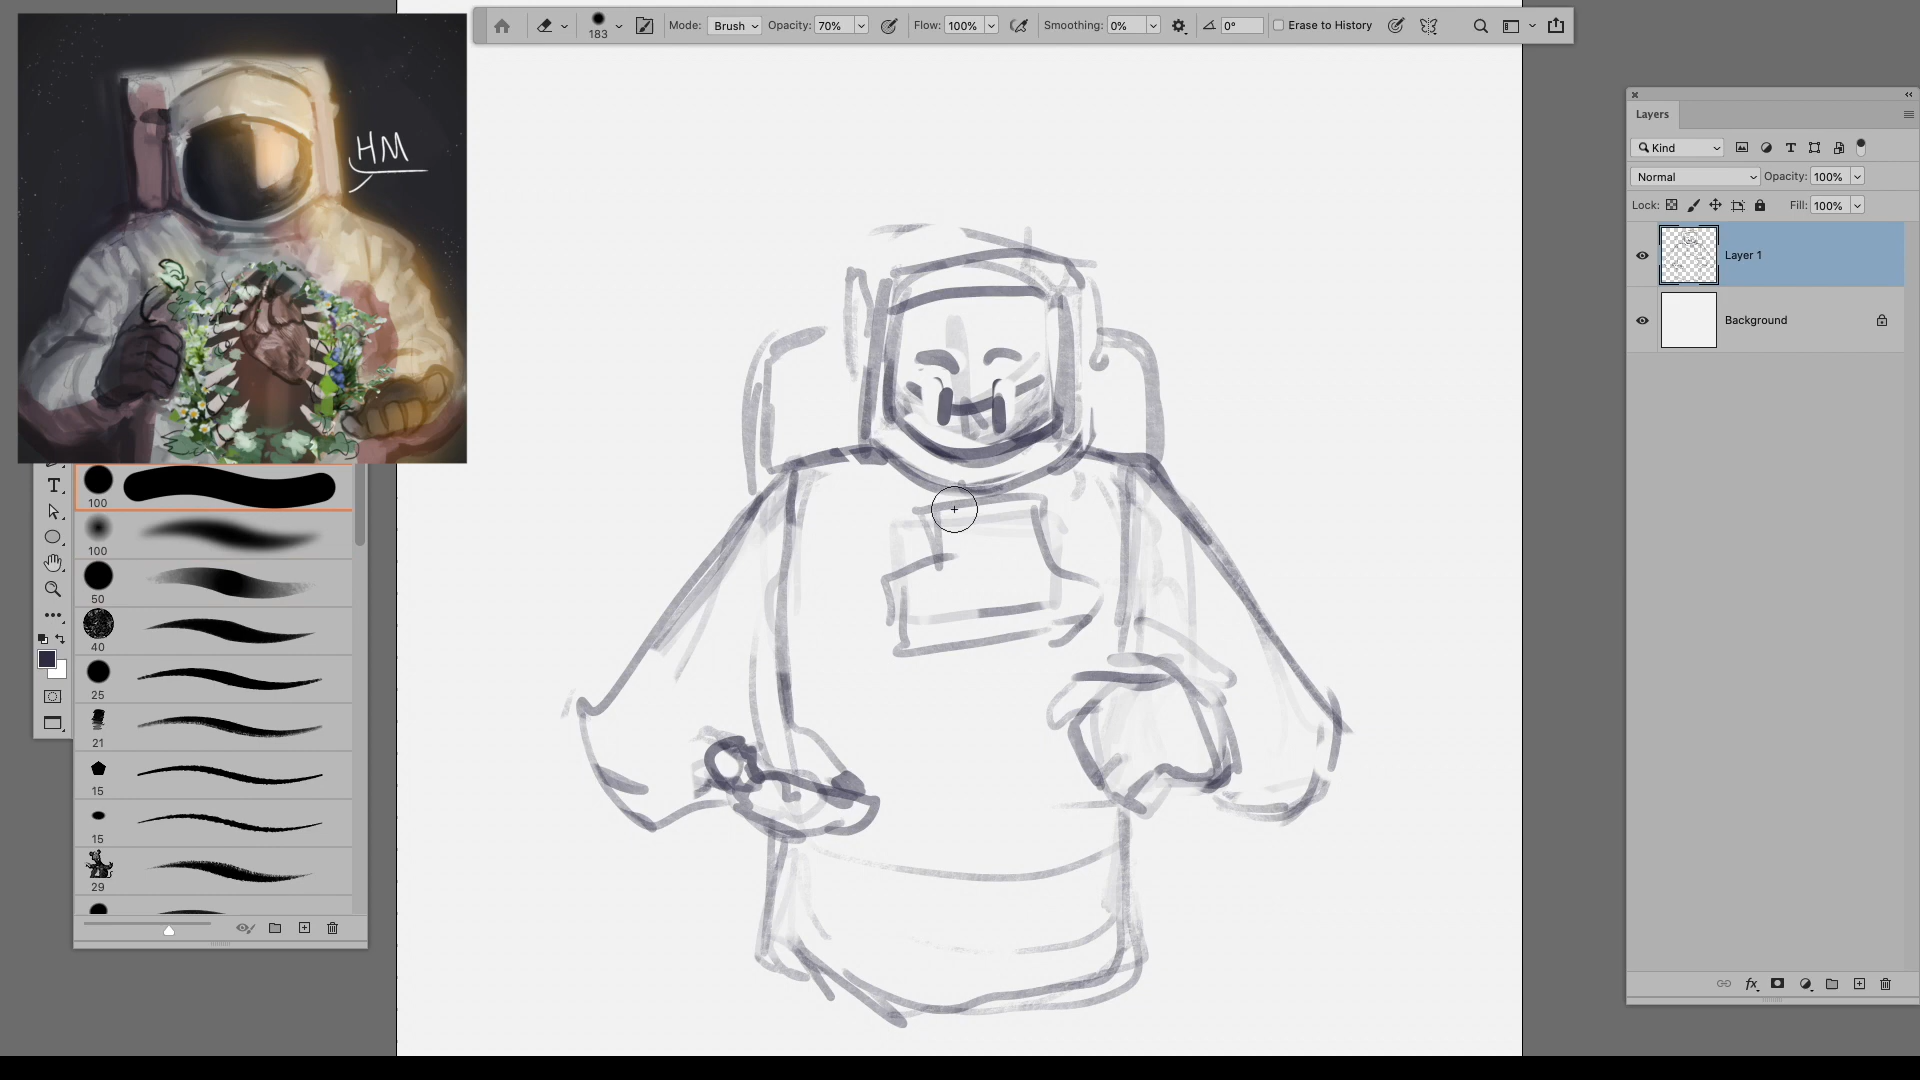 183
Mode: Brush
Opacity: 70%
Flow: 100%
Smoothing: 0%
0°
Erase to History
HM
Layers
Kind
Normal
Opacity: 100%
Lock:
Fill: 100%
Layer 1
Background
T
100
100
50
40
25
21
15
15
29
fx